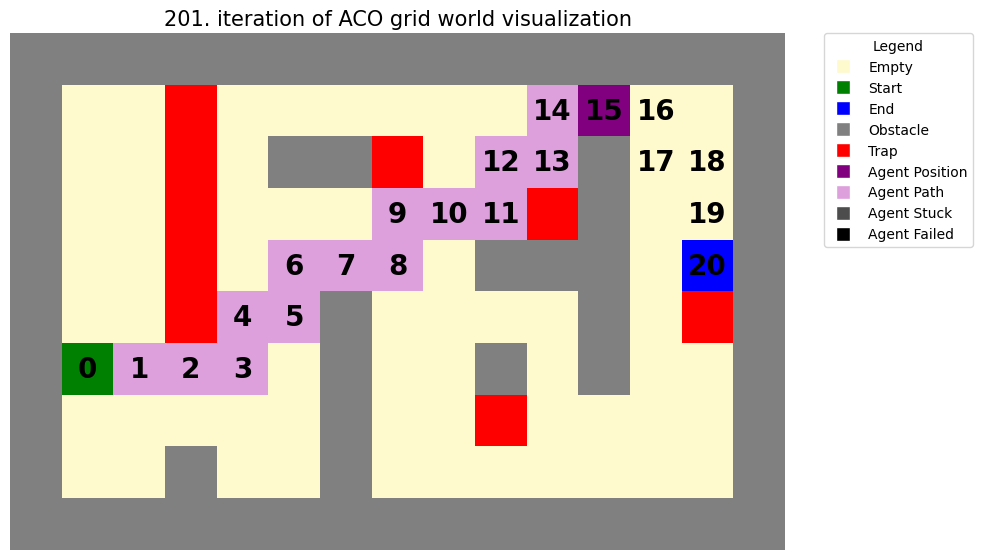 201. iteration of ACO grid world visualization
14 15 16
12 13 17 18
9 10 11 19
6 7 8 20
4 5
0 1 2 3
Legend
Empty
Start
End
Obstacle
Trap
Agent Position
Agent Path
Agent Stuck
Agent Failed